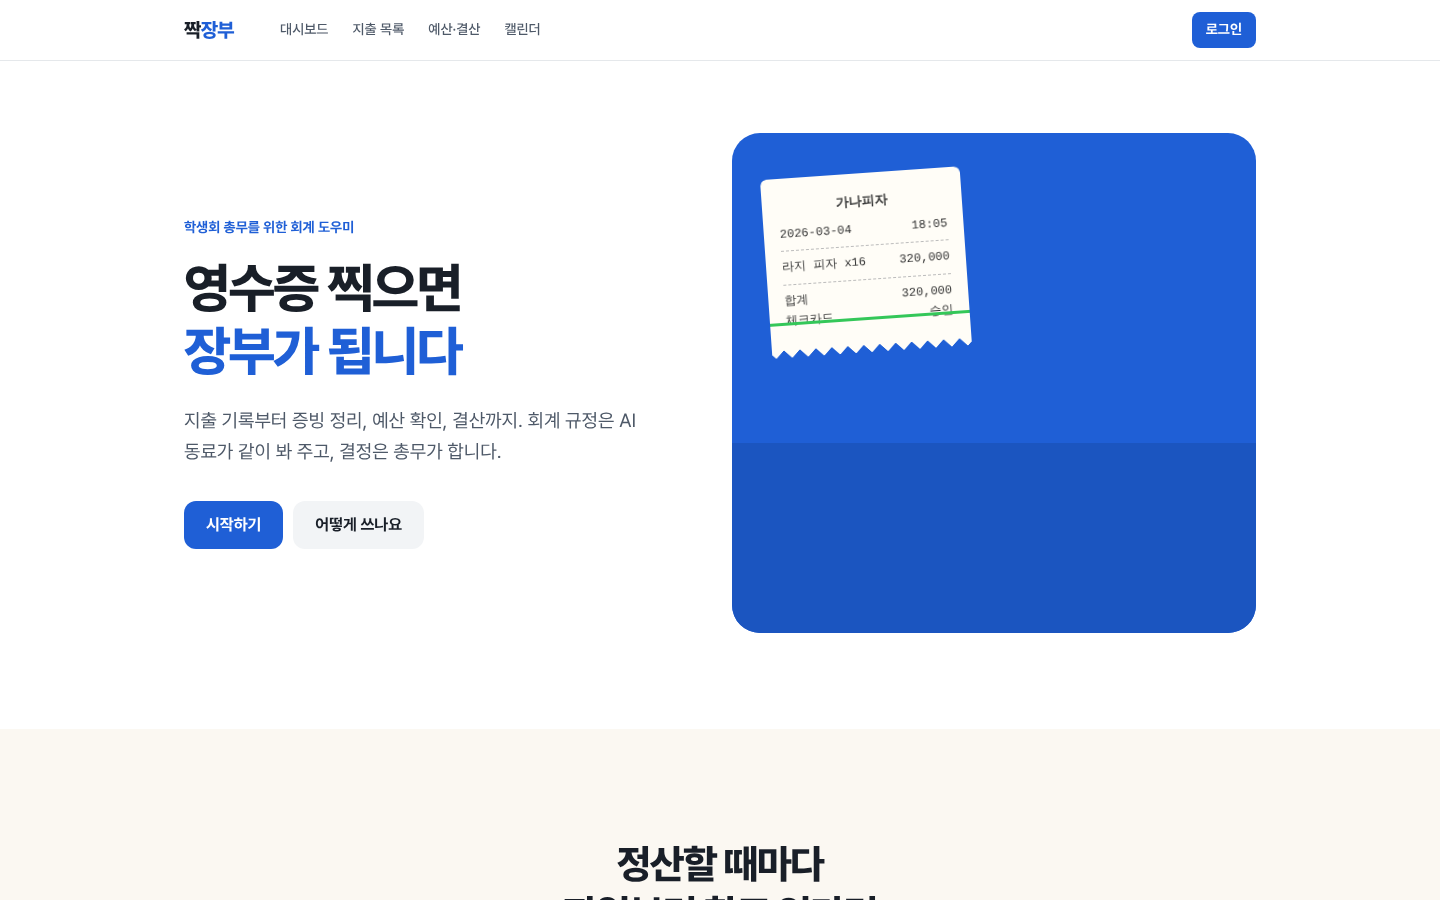 짝장부
대시보드
지출 목록
예산·결산
캘린더
로그인
학생회 총무를 위한 회계 도우미
영수증 찍으면
장부가 됩니다
지출 기록부터 증빙 정리, 예산 확인, 결산까지. 회계 규정은 AI
동료가 같이 봐 주고, 결정은 총무가 합니다.
시작하기
어떻게 쓰나요
가나피자
2026-03-04 18:05
라지 피자 x16 320,000
합계 320,000
체크카드 승인
정산할 때마다